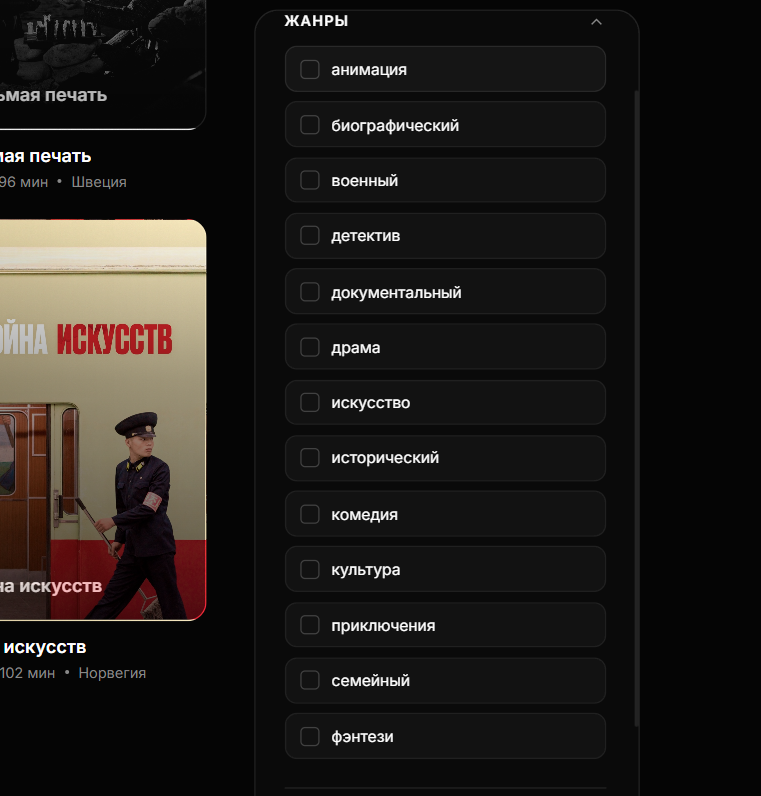 ьмая печать
мая печать
96 мин • Швеция
ОЙНА ИСКУССТВ
на искусств
искусств
102 мин • Норвегия
ЖАНРЫ
анимация
биографический
военный
детектив
документальный
драма
искусство
исторический
комедия
культура
приключения
семейный
фэнтези